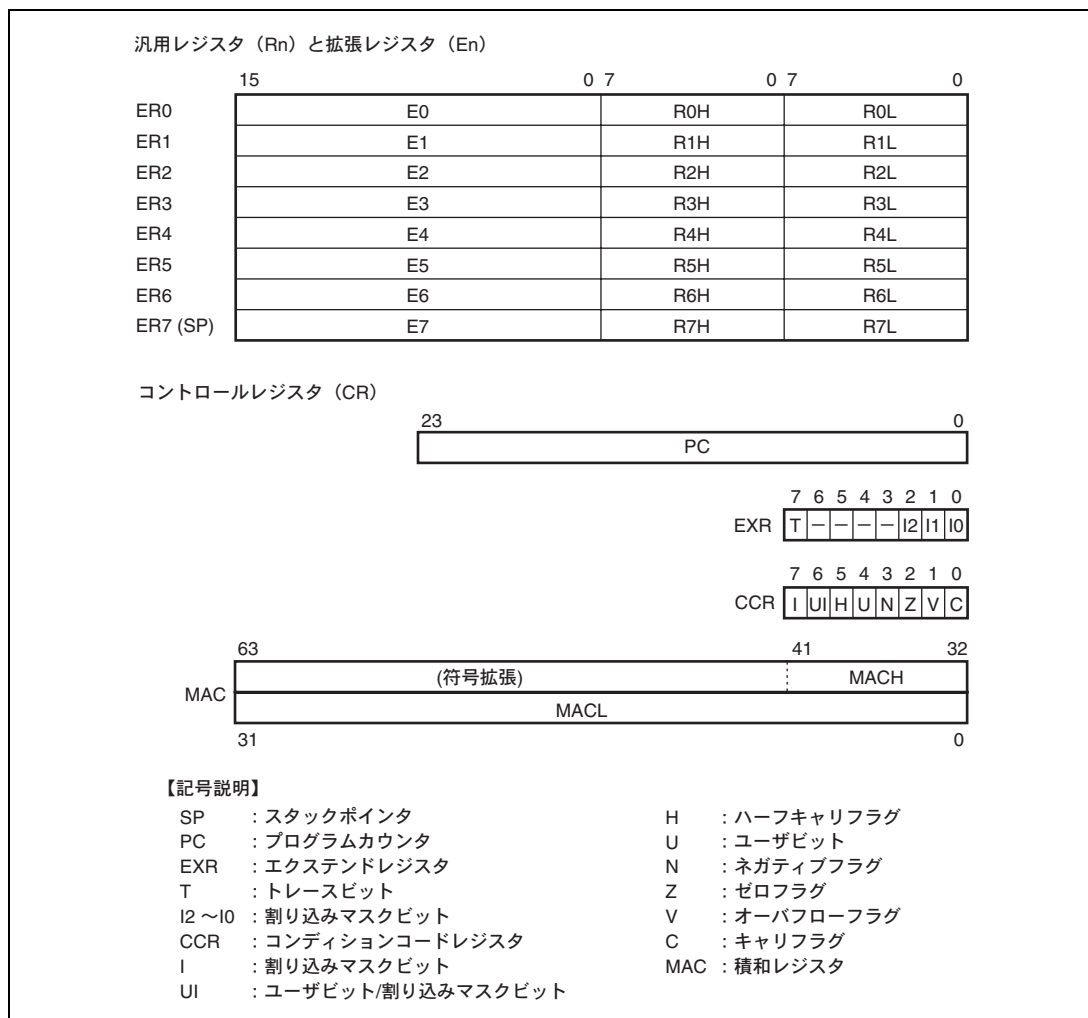 汎用レジスタ（Rn）と拡張レジスタ（En）
15 0 7 0 7 0
ER0 E0 R0H R0L
ER1 E1 R1H R1L
ER2 E2 R2H R2L
ER3 E3 R3H R3L
ER4 E4 R4H R4L
ER5 E5 R5H R5L
ER6 E6 R6H R6L
ER7 (SP) E7 R7H R7L
コントロールレジスタ（CR）
23 0
PC
7 6 5 4 3 2 1 0
EXR T − − − − I2 I1 I0
7 6 5 4 3 2 1 0
CCR I UI H U N Z V C
63 41 32
MAC (符号拡張) MACH
MACL
31 0
【記号説明】
SP ：スタックポインタ
PC ：プログラムカウンタ
EXR ：エクステンドレジスタ
T ：トレースビット
I2 ～I0 ：割り込みマスクビット
CCR ：コンディションコードレジスタ
I ：割り込みマスクビット
UI ：ユーザビット/割り込みマスクビット
H ：ハーフキャリフラグ
U ：ユーザビット
N ：ネガティブフラグ
Z ：ゼロフラグ
V ：オーバフローフラグ
C ：キャリフラグ
MAC ：積和レジスタ